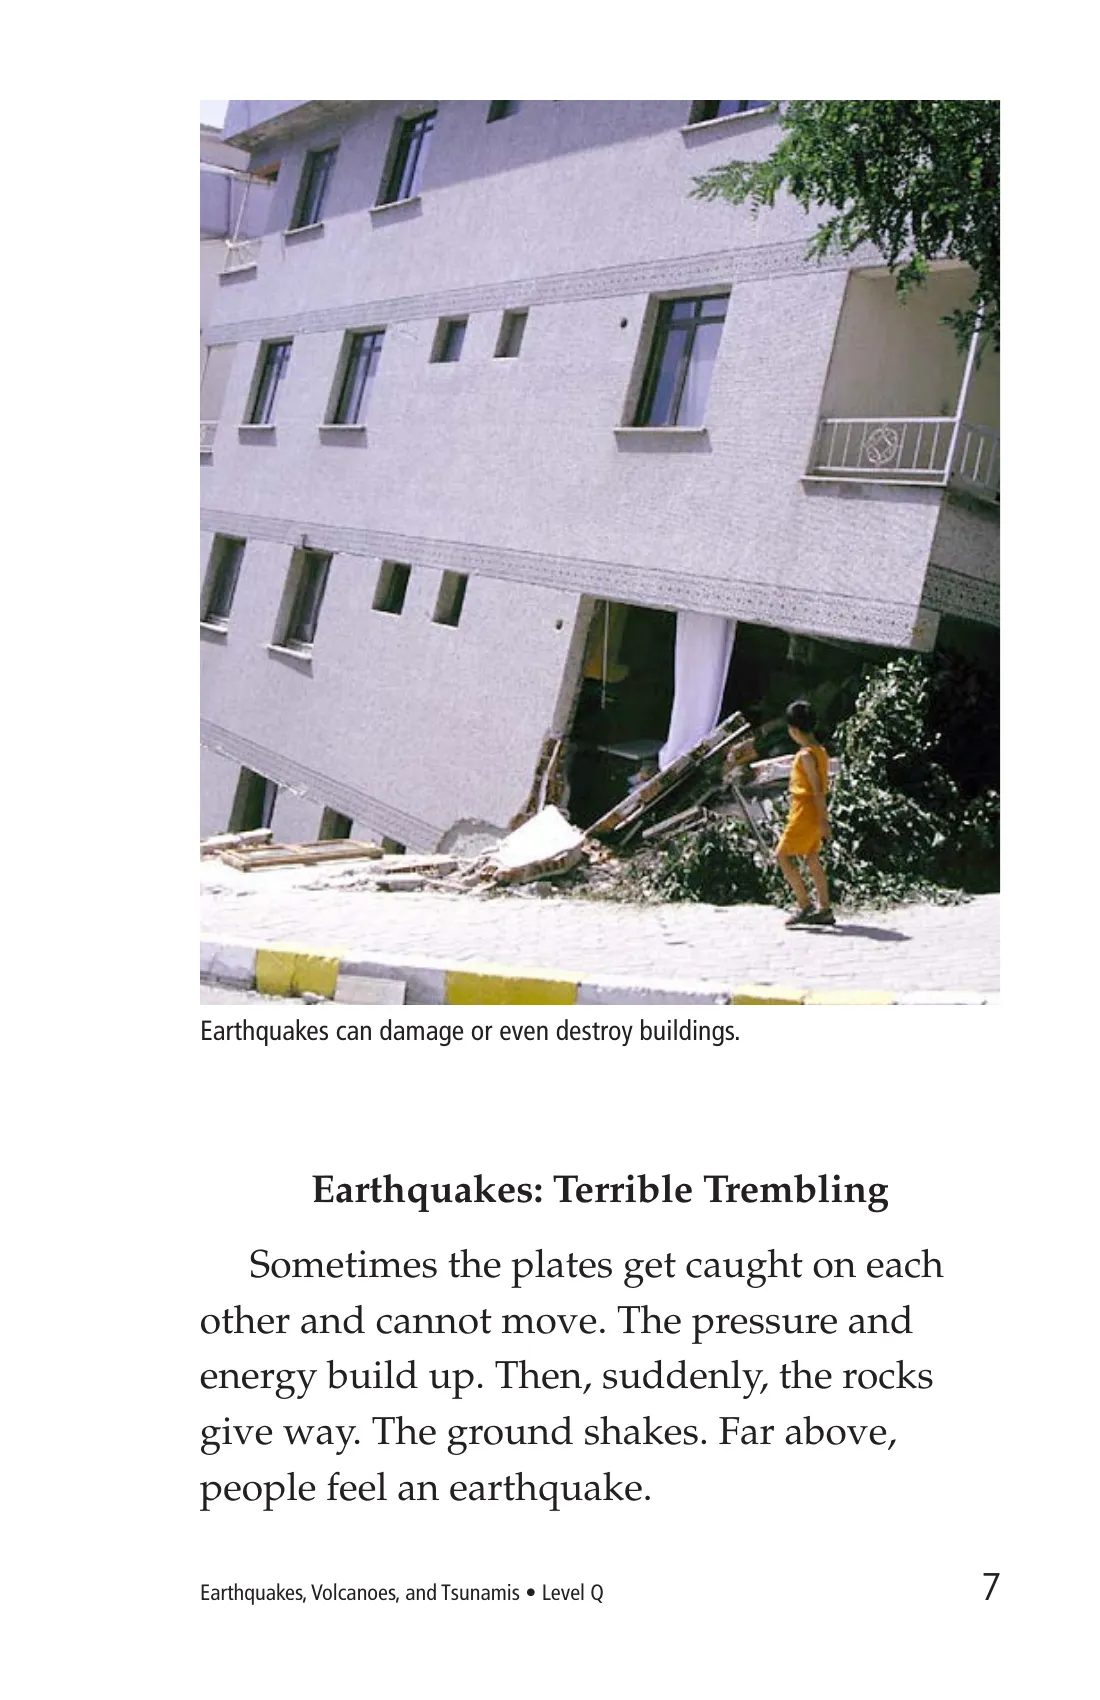 Earthquakes can damage or even destroy buildings.
Earthquakes: Terrible Trembling
Sometimes the plates get caught on each
other and cannot move. The pressure and
energy build up. Then, suddenly, the rocks
give way. The ground shakes. Far above,
people feel an earthquake.
Earthquakes, Volcanoes, and Tsunamis • Level Q
7